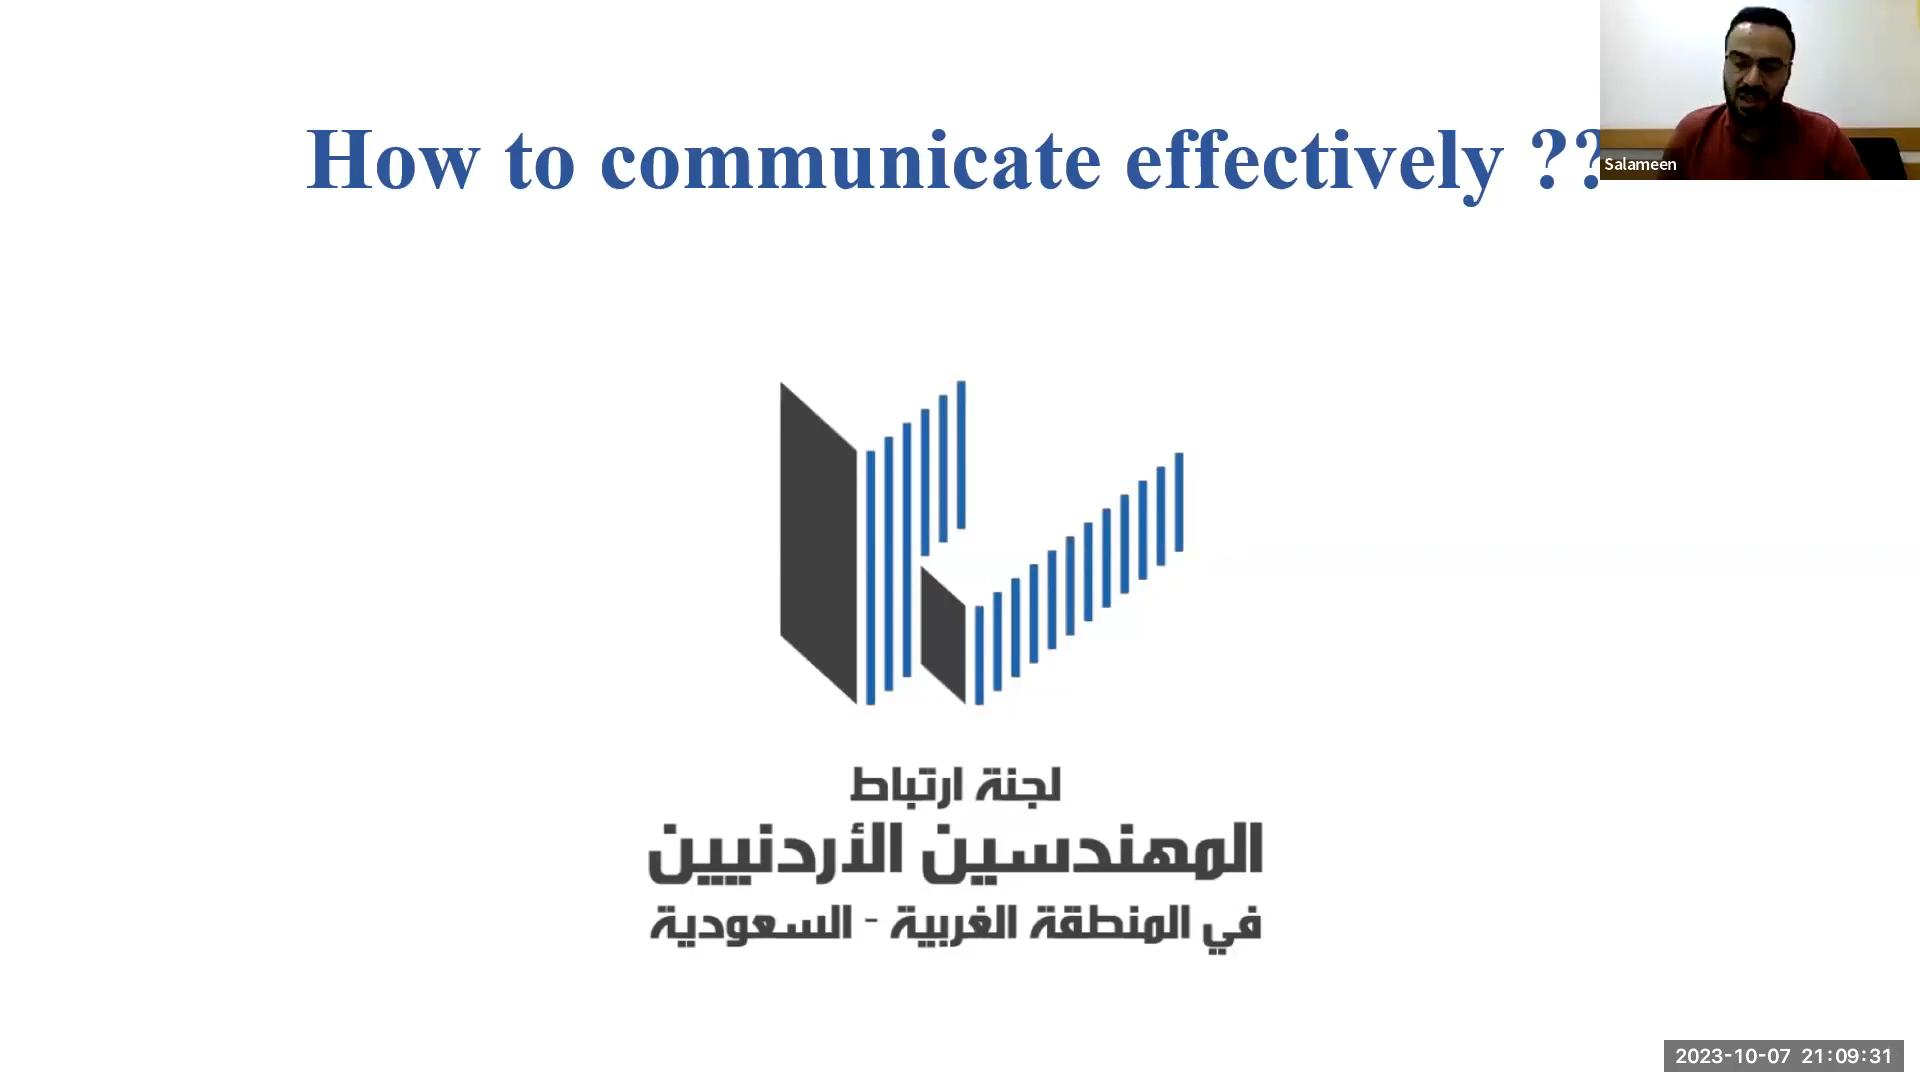 How to communicate effectively ??
Salameen
لجنة ارتباط
المهندسين الأردنيين
في المنطقة الغربية - السعودية
2023-10-07 21:09:31